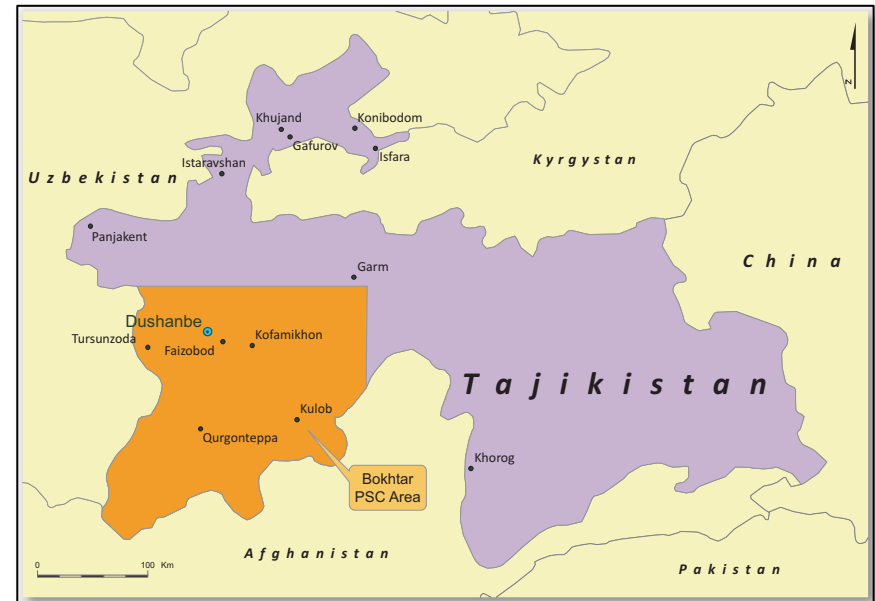 N
Khujand
Konibodom
Gafurov
Isfara
Kyrgystan
Istaravshan
Uzbekistan
Panjakent
China
Garm
Dushanbe
Tursunzoda
Faizobod
Kofamikhon
Tajikistan
Kulob
Qurgonteppa
Khorog
Bokhtar
PSC Area
Afghanistan
0 100 Km
Pakistan